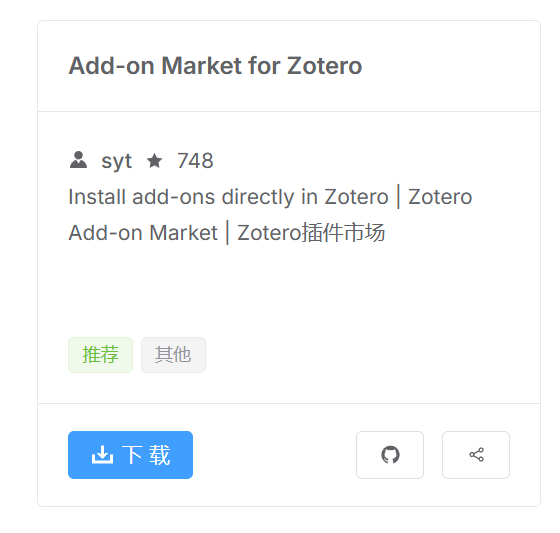 Add-on Market for Zotero
syt 748
Install add-ons directly in Zotero | Zotero
Add-on Market | Zotero插件市场
推荐 其他
下载